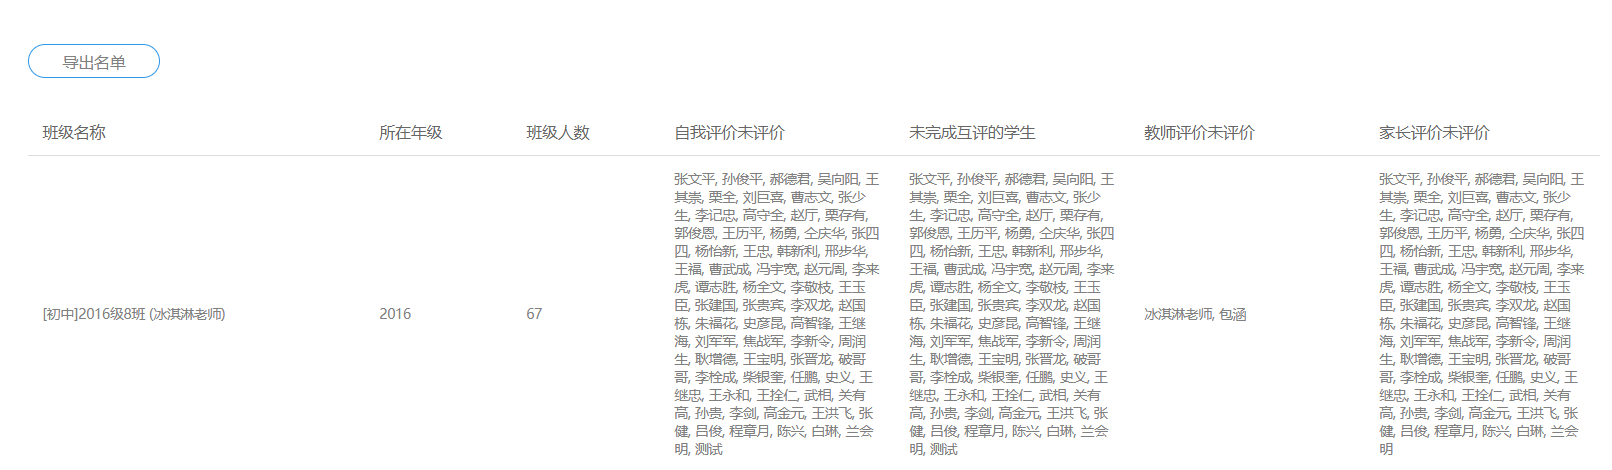 导出名单
班级名称 所在年级 班级人数 自我评价未评价 未完成互评的学生 教师评价未评价 家长评价未评价
[初中]2016级8班 (冰淇淋老师) 2016 67
张文平, 孙俊平, 郝德君, 吴向阳, 王
其崇, 栗全, 刘巨喜, 曹志文, 张少
生, 李记忠, 高守全, 赵厅, 栗存有,
郭俊恩, 王历平, 杨勇, 仝庆华, 张四
四, 杨怡新, 王忠, 韩新利, 邢步华,
王福, 曹武成, 冯宇宽, 赵元周, 李来
虎, 谭志胜, 杨全文, 李敬枝, 王玉
臣, 张建国, 张贵宾, 李双龙, 赵国
栋, 朱福花, 史彦昆, 高智锋, 王继
海, 刘军军, 焦战军, 李新令, 周润
生, 耿增德, 王宝明, 张晋龙, 破哥
哥, 李栓成, 柴银奎, 任鹏, 史义, 王
继忠, 王永和, 王拴仁, 武相, 关有
高, 孙贵, 李剑, 高金元, 王洪飞, 张
健, 吕俊, 程章月, 陈兴, 白琳, 兰会
明, 测试
张文平, 孙俊平, 郝德君, 吴向阳, 王
其崇, 栗全, 刘巨喜, 曹志文, 张少
生, 李记忠, 高守全, 赵厅, 栗存有,
郭俊恩, 王历平, 杨勇, 仝庆华, 张四
四, 杨怡新, 王忠, 韩新利, 邢步华,
王福, 曹武成, 冯宇宽, 赵元周, 李来
虎, 谭志胜, 杨全文, 李敬枝, 王玉
臣, 张建国, 张贵宾, 李双龙, 赵国
栋, 朱福花, 史彦昆, 高智锋, 王继
海, 刘军军, 焦战军, 李新令, 周润
生, 耿增德, 王宝明, 张晋龙, 破哥
哥, 李栓成, 柴银奎, 任鹏, 史义, 王
继忠, 王永和, 王拴仁, 武相, 关有
高, 孙贵, 李剑, 高金元, 王洪飞, 张
健, 吕俊, 程章月, 陈兴, 白琳, 兰会
明, 测试
冰淇淋老师, 包涵
张文平, 孙俊平, 郝德君, 吴向阳, 王
其崇, 栗全, 刘巨喜, 曹志文, 张少
生, 李记忠, 高守全, 赵厅, 栗存有,
郭俊恩, 王历平, 杨勇, 仝庆华, 张四
四, 杨怡新, 王忠, 韩新利, 邢步华,
王福, 曹武成, 冯宇宽, 赵元周, 李来
虎, 谭志胜, 杨全文, 李敬枝, 王玉
臣, 张建国, 张贵宾, 李双龙, 赵国
栋, 朱福花, 史彦昆, 高智锋, 王继
海, 刘军军, 焦战军, 李新令, 周润
生, 耿增德, 王宝明, 张晋龙, 破哥
哥, 李栓成, 柴银奎, 任鹏, 史义, 王
继忠, 王永和, 王拴仁, 武相, 关有
高, 孙贵, 李剑, 高金元, 王洪飞, 张
健, 吕俊, 程章月, 陈兴, 白琳, 兰会
明